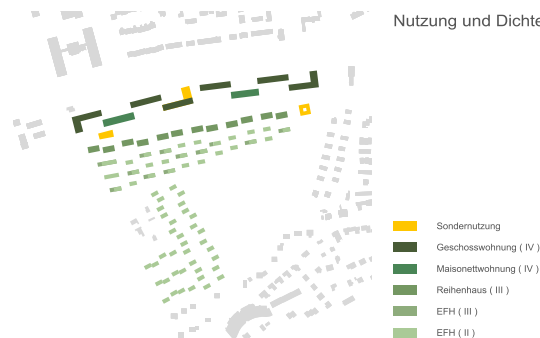 Nutzung und Dichte
Sondernutzung
Geschosswohnung ( IV )
Maisonettwohnung ( IV )
Reihenhaus ( III )
EFH ( III )
EFH ( II )